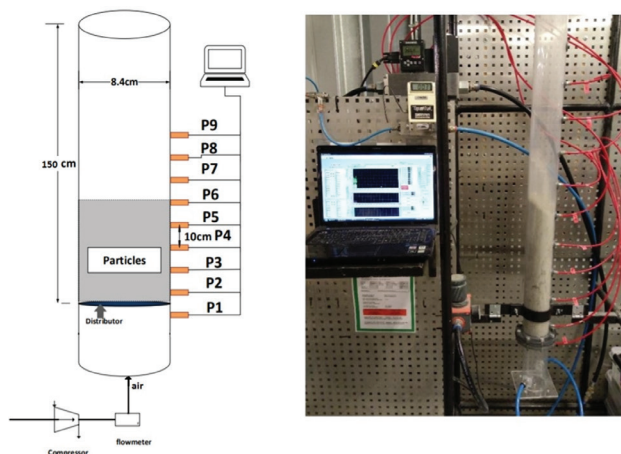 8.4cm
150 cm
P9
P8
P7
P6
P5
10cm P4
P3
P2
P1
Particles
Distributor
air
flowmeter
Compressor